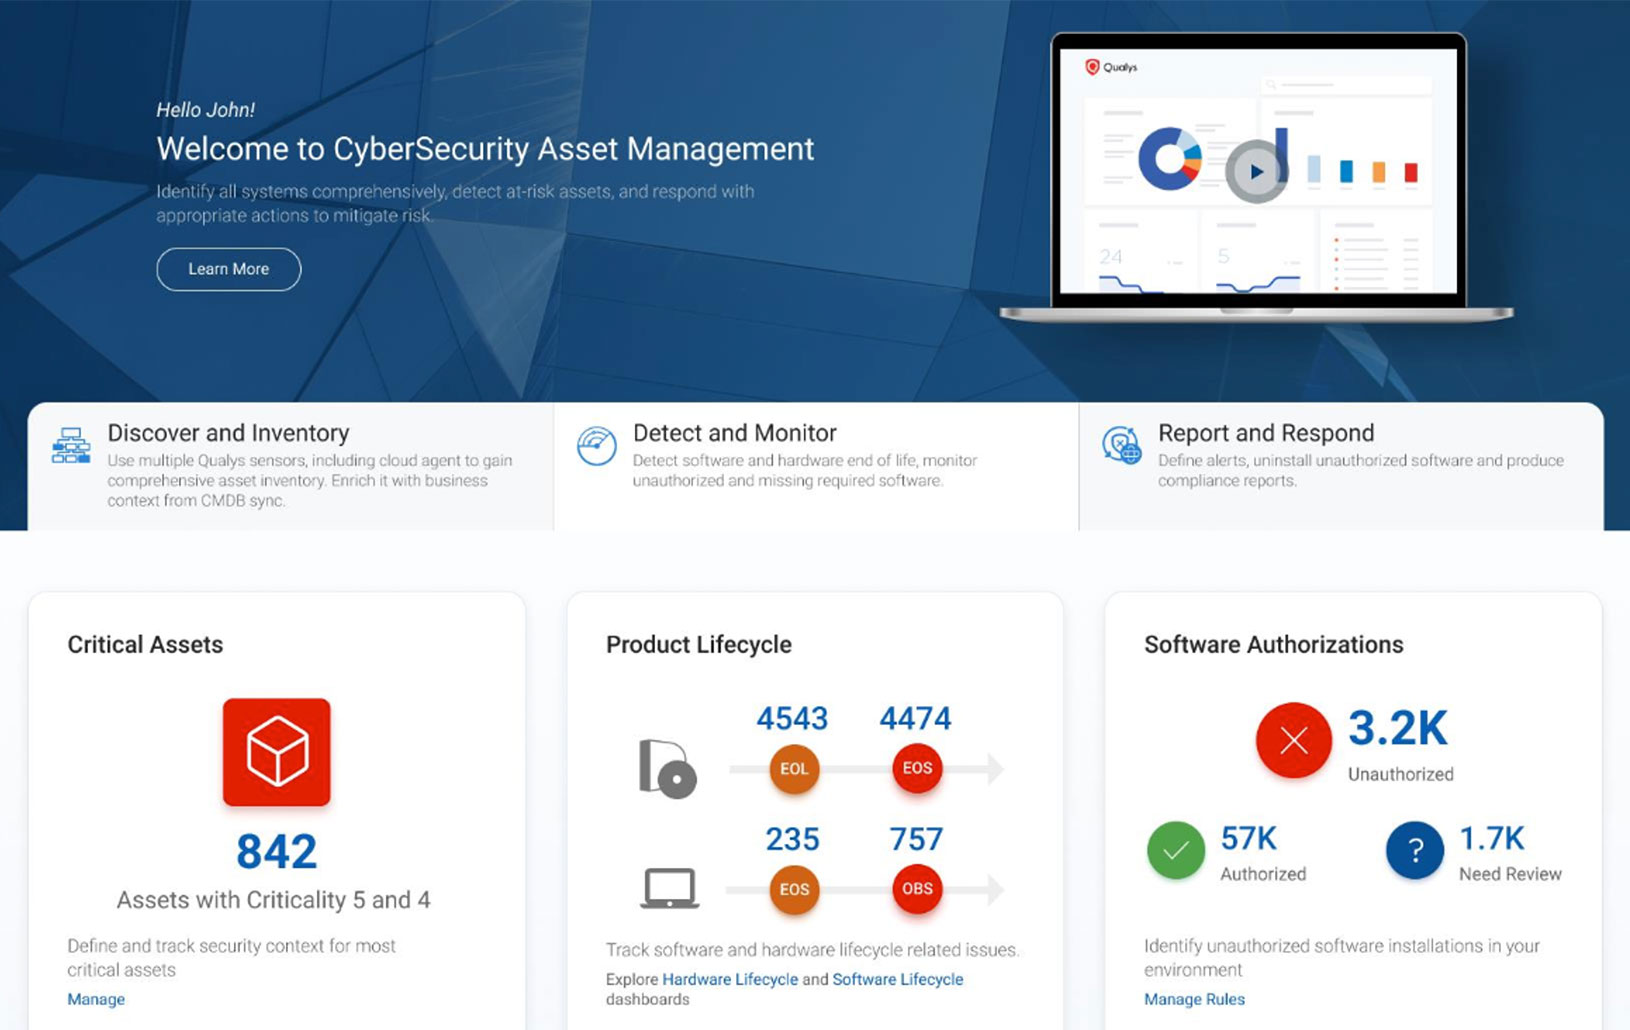 Hello John!
Welcome to CyberSecurity Asset Management
Identify all systems comprehensively, detect at-risk assets, and respond with
appropriate actions to mitigate risk.
Learn More
Qualys
24
5
Discover and Inventory
Use multiple Qualys sensors, including cloud agent to gain
comprehensive asset inventory. Enrich it with business
context from CMDB sync.
Detect and Monitor
Detect software and hardware end of life, monitor
unauthorized and missing required software.
Report and Respond
Define alerts, uninstall unauthorized software and produce
compliance reports.
Critical Assets
842
Assets with Criticality 5 and 4
Define and track security context for most
critical assets
Manage
Product Lifecycle
4543 4474
EOL EOS
235 757
EOS OBS
Track software and hardware lifecycle related issues.
Explore Hardware Lifecycle and Software Lifecycle
dashboards
Software Authorizations
3.2K
Unauthorized
57K
Authorized
?
1.7K
Need Review
Identify unauthorized software installations in your
environment
Manage Rules